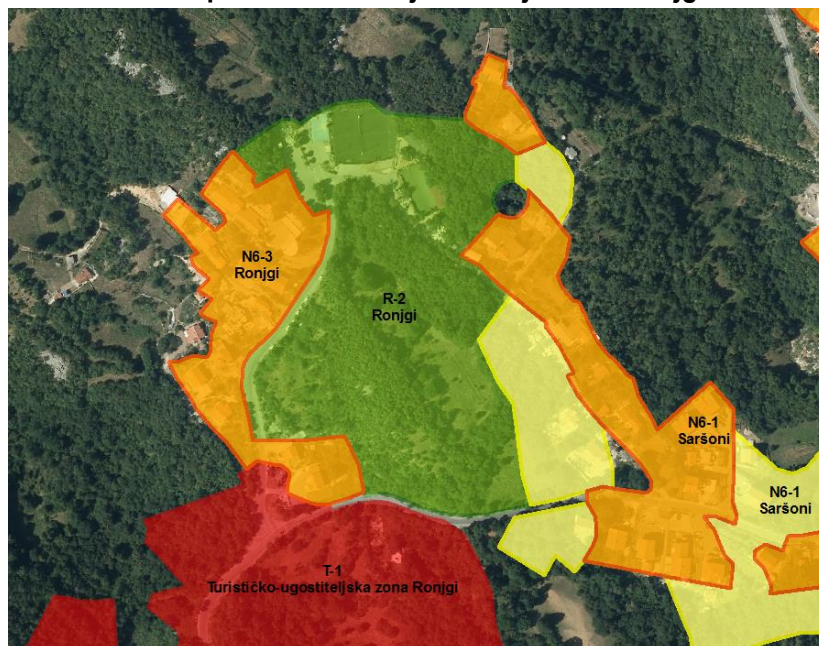 N6-3
Ronjgi
R-2
Ronjgi
N6-1
Saršoni
N6-1
Saršoni
T-1
Turističko-ugostiteljska zona Ronjgi